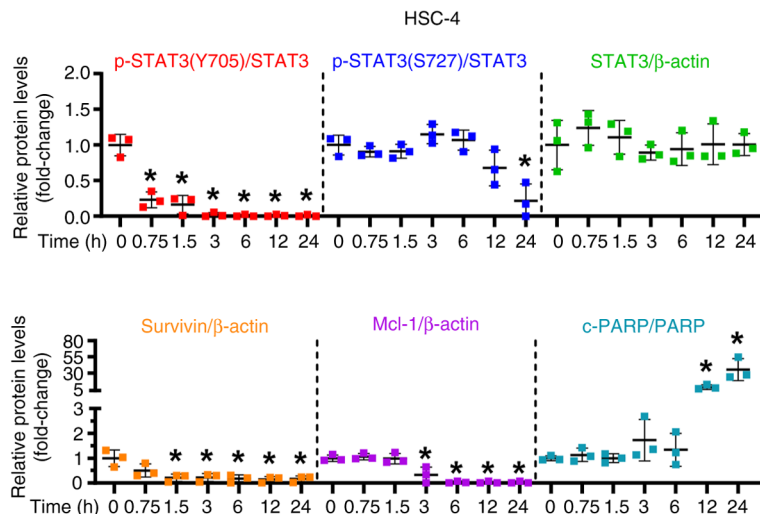 HSC-4
p-STAT3(Y705)/STAT3 p-STAT3(S727)/STAT3 STAT3/β-actin
Relative protein levels
(fold-change)
2.0
1.5
1.0
0.5
0.0
* * * * * * *
Time (h) 0 0.75 1.5 3 6 12 24 0 0.75 1.5 3 6 12 24 0 0.75 1.5 3 6 12 24
Survivin/β-actin Mcl-1/β-actin c-PARP/PARP
Relative protein levels
(fold-change)
80
55
30
5
3
2
1
0
* * * * * * * * * * *
Time (h) 0 0.75 1.5 3 6 12 24 0 0.75 1.5 3 6 12 24 0 0.75 1.5 3 6 12 24